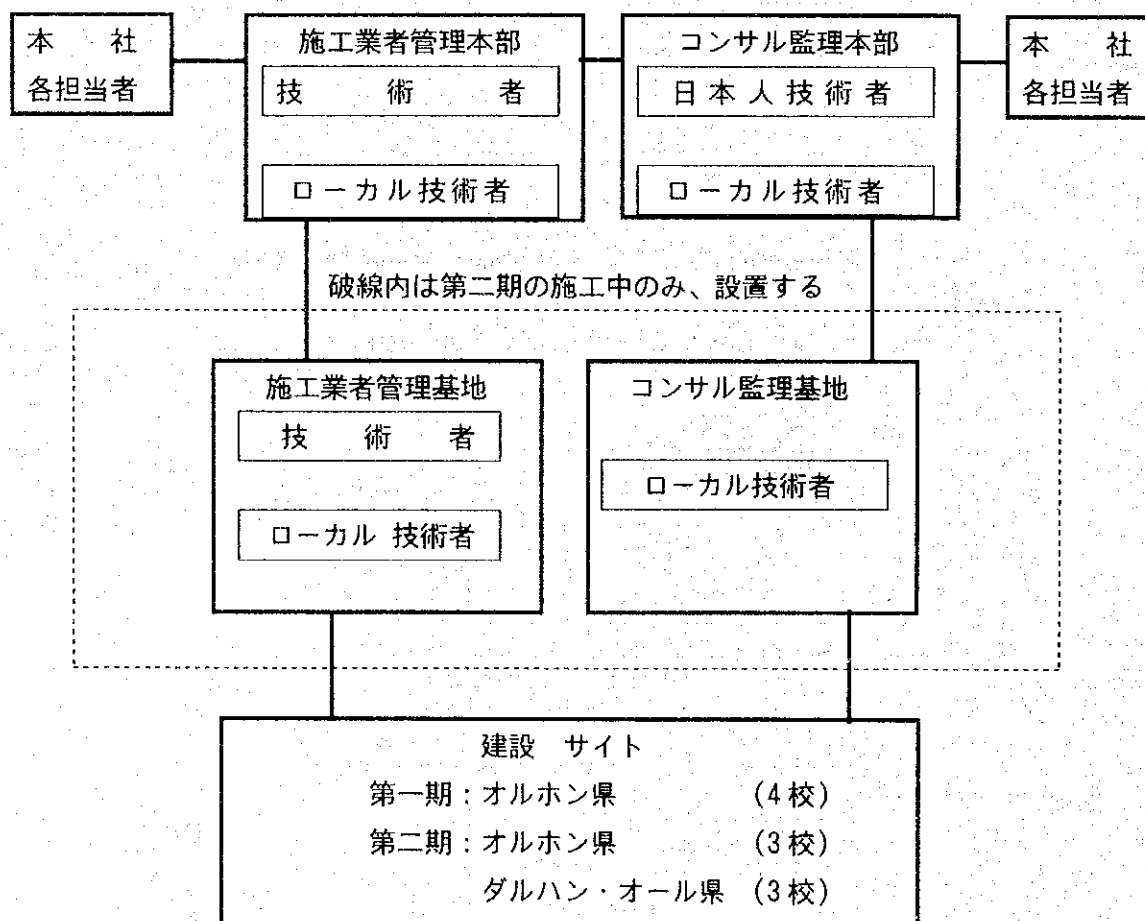 本　　社
各担当者
施工業者管理本部
技　　術　　者
ローカル技術者
コンサル監理本部
日本人技術者
ローカル技術者
本　　社
各担当者
破線内は第二期の施工中のみ、設置する
施工業者管理基地
技　　術　　者
ローカル 技術者
コンサル監理基地
ローカル技術者
建設　サイト
第一期：オルホン県　　　　　（4校）
第二期：オルホン県　　　　　（3校）
ダルハン・オール県　（3校）